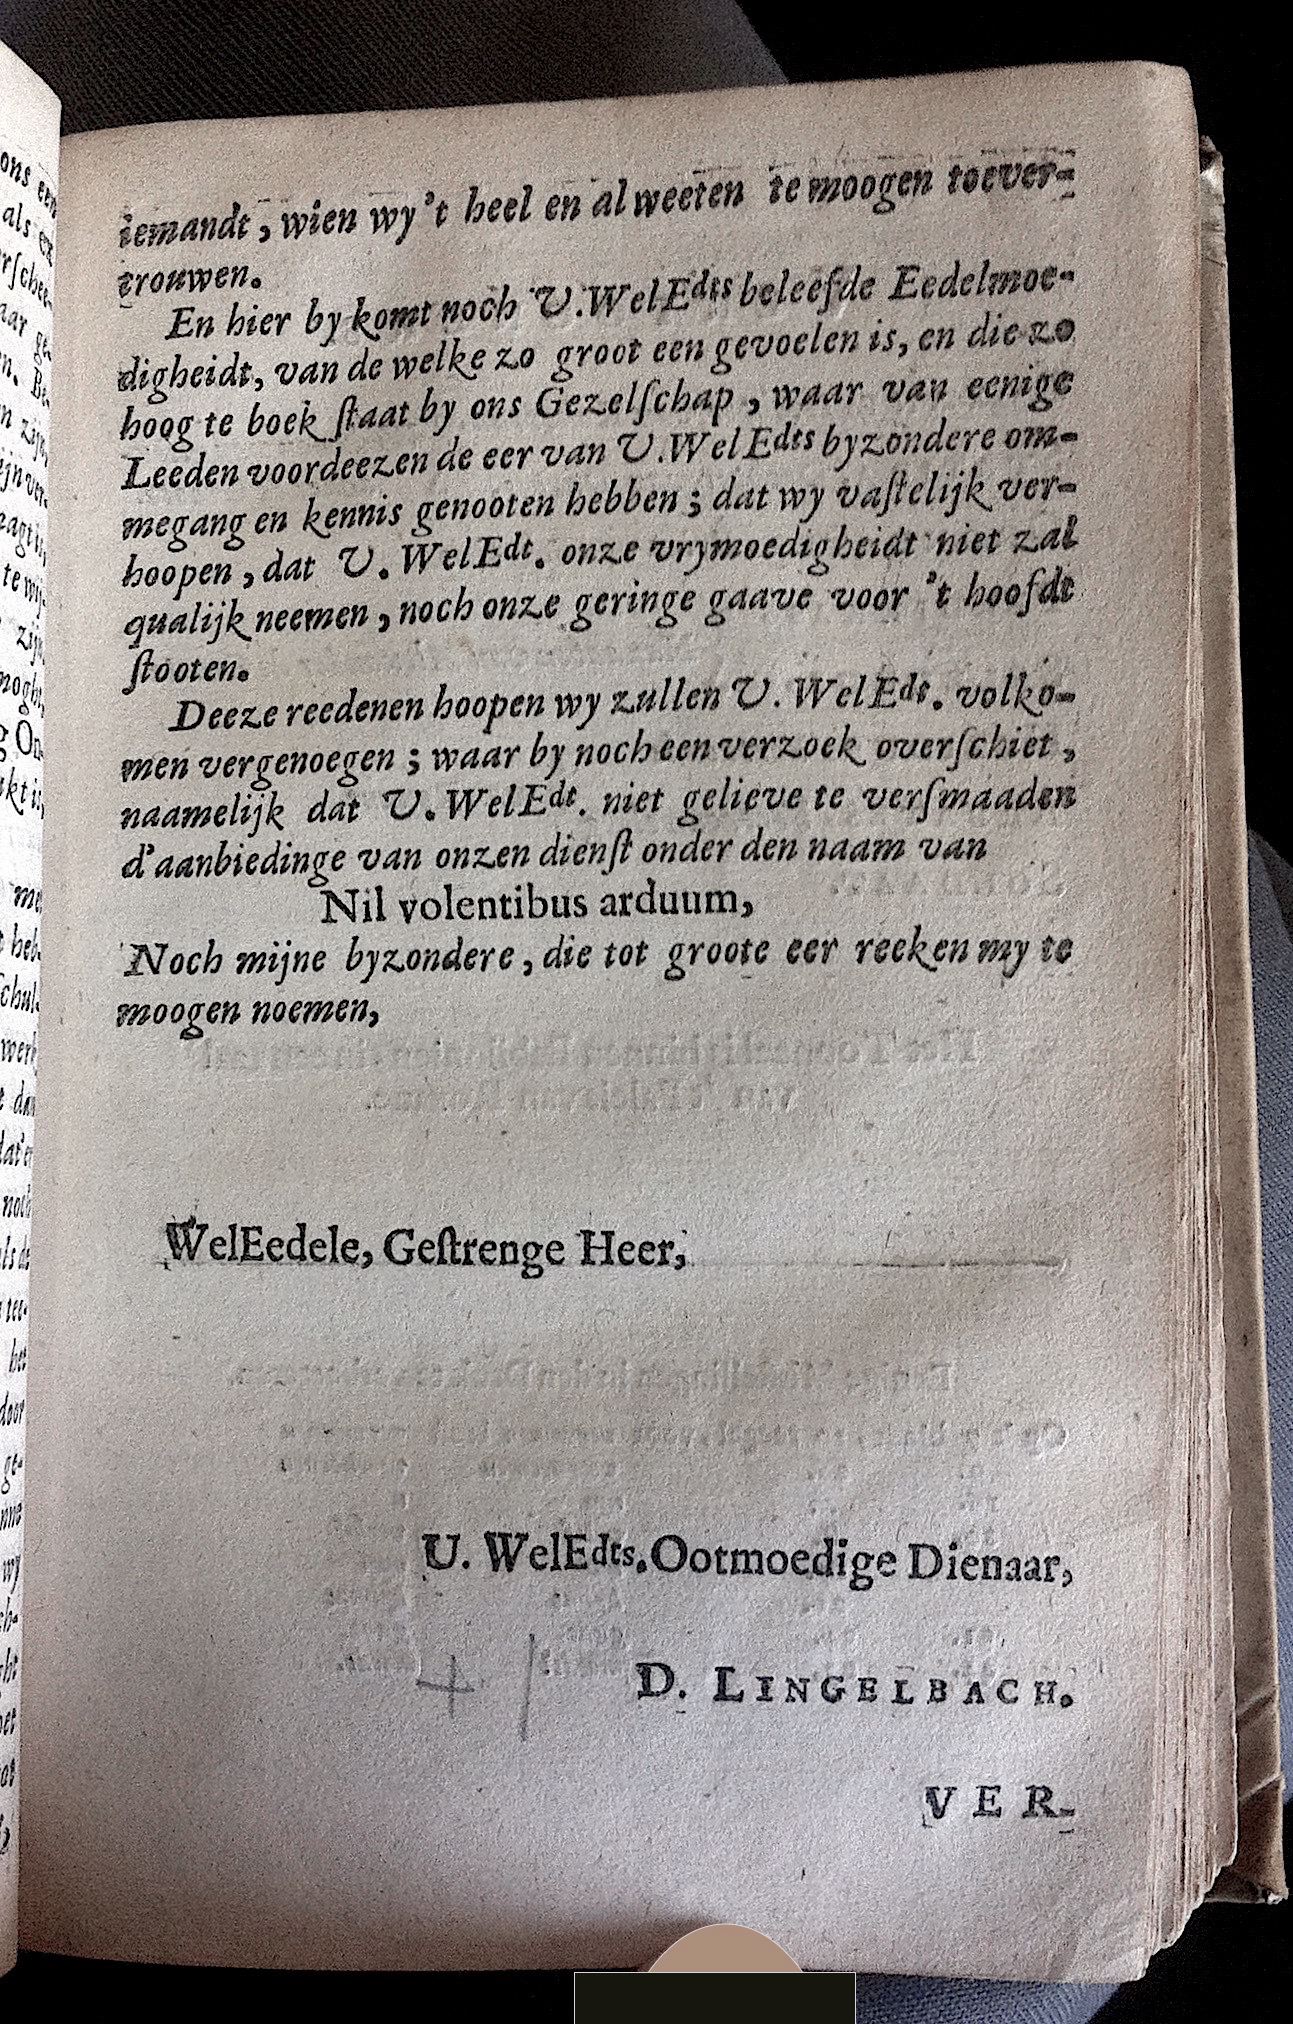 iemandt, wien wy 't heel en al weeten te moogen toever-
trouwen.
En hier by komt noch U.WelEdts beleefde Eedelmoe-
digheidt, van de welke zo groot een gevoelen is, en die zo
hoog te boek ſtaat by ons Gezelſchap, waar van eenige
Leeden voordeezen de eer van U.WelEdts byzondere om-
megang en kennis genooten hebben; dat wy vaſtelijk ver-
hoopen, dat U. WelEdt. onze vrymoedigheidt niet zal
qualijk neemen, noch onze geringe gaave voor 't hoofdt
ſtooten.
Deeze reedenen hoopen wy zullen U. WelEdt. volko-
men vergenoegen; waar by noch een verzoek overſchiet,
naamelijk dat U. WelEdt. niet gelieve te verſmaaden
d'aanbiedinge van onzen dienſt onder den naam van
Nil volentibus arduum,
Noch mijne byzondere, die tot groote eer reeken my te
moogen noemen,
WelEedele, Geſtrenge Heer,
U. WelEdts. Ootmoedige Dienaar,
D. LINGELBACH.
VER-